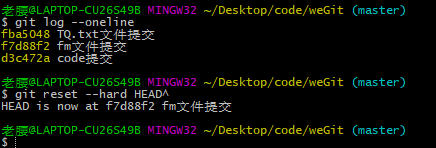 老腰@LAPTOP-CU26S49B MINGW32 ~/Desktop/code/weGit (master)
$ git log --oneline
fba5048 TQ.txt文件提交
f7d88f2 fm文件提交
d3c472a code提交
老腰@LAPTOP-CU26S49B MINGW32 ~/Desktop/code/weGit (master)
$ git reset --hard HEAD^
HEAD is now at f7d88f2 fm文件提交
老腰@LAPTOP-CU26S49B MINGW32 ~/Desktop/code/weGit (master)
$